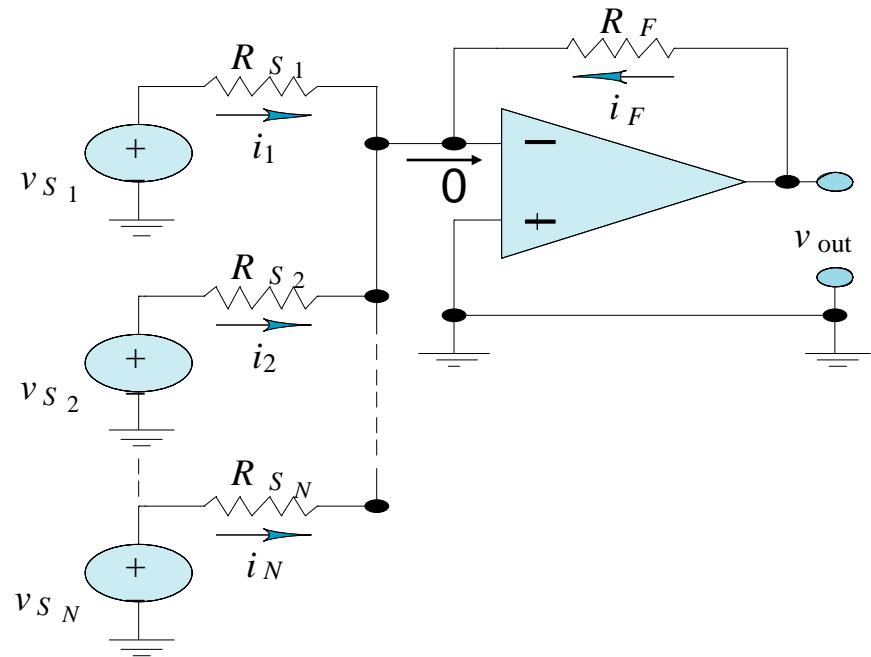 R S 1
i1
+
v S 1
R F
i F
0
−
+
v out
R S 2
i2
+
v S 2
R S N
i N
+
v S N